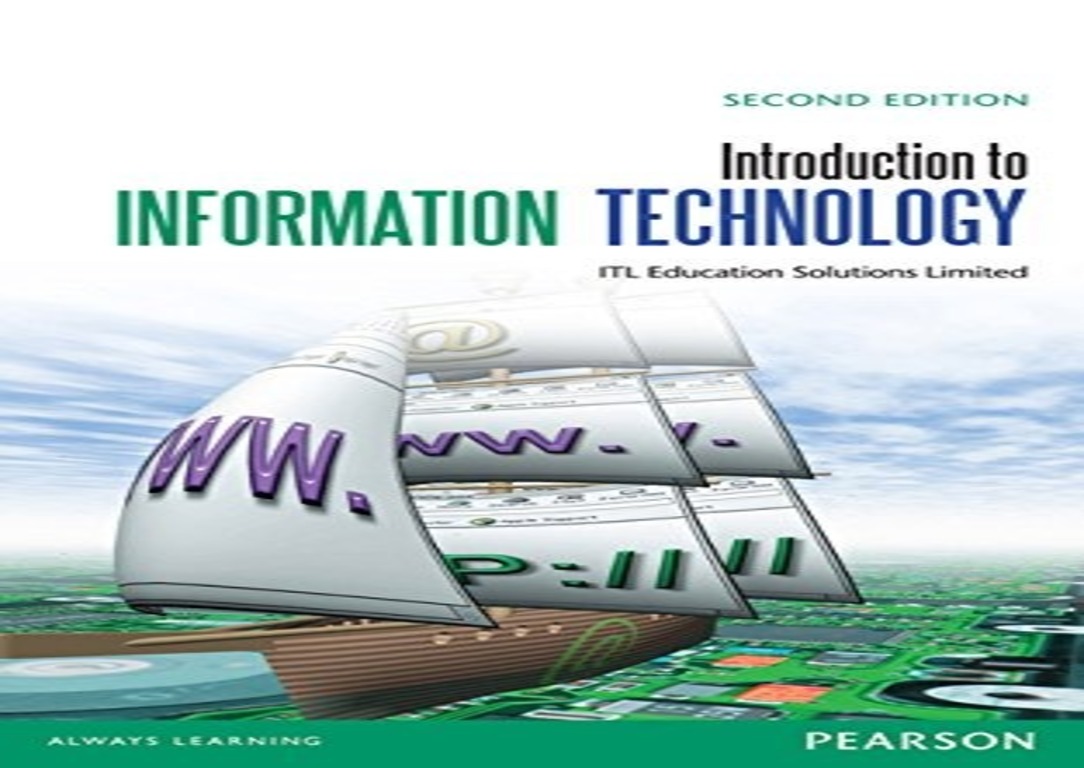 SECOND EDITION
Introduction to
INFORMATION TECHNOLOGY
ITL Education Solutions Limited
@
WW.
WW.
.
P://
//
@
ALWAYS LEARNING
PEARSON